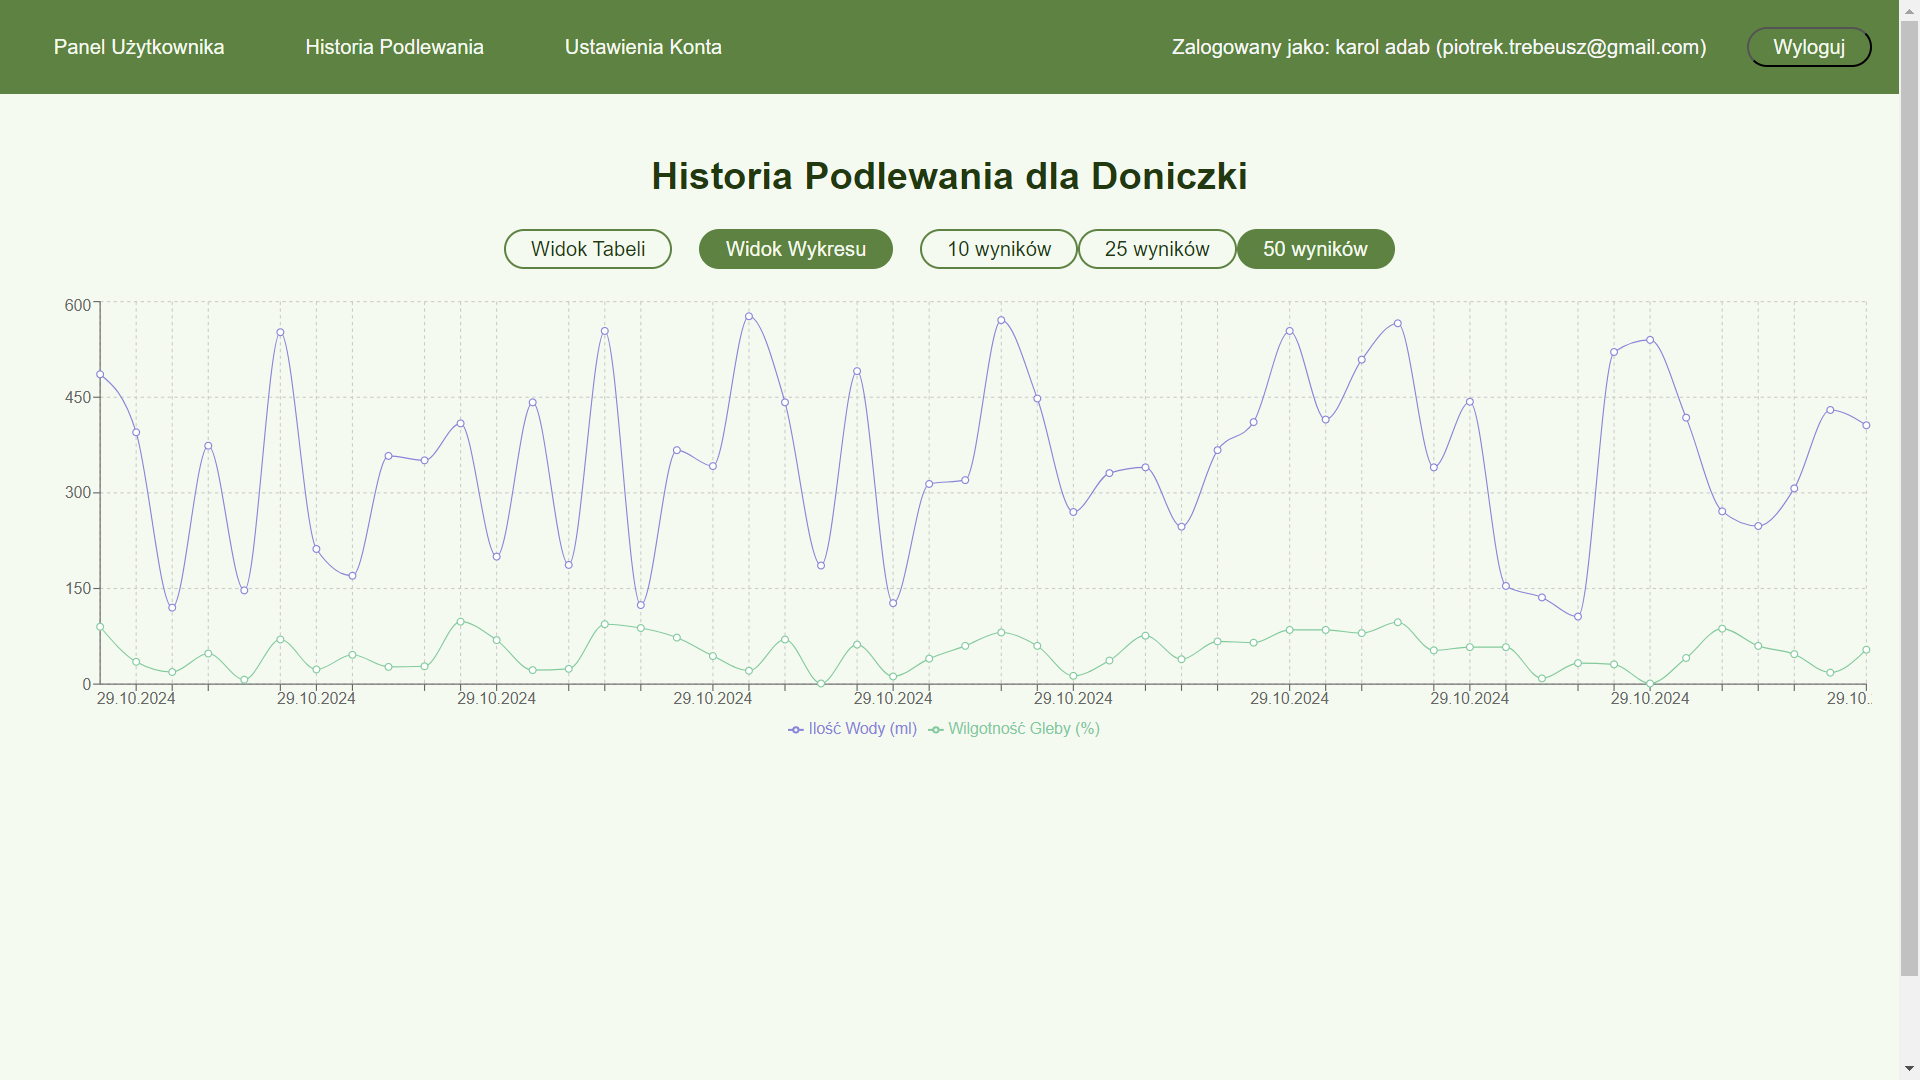 Panel Użytkownika Historia Podlewania Ustawienia Konta Zalogowany jako: karol adab (piotrek.trebeusz@gmail.com) Wyloguj
Historia Podlewania dla Doniczki
Widok Tabeli Widok Wykresu 10 wyników 25 wyników 50 wyników
600
450
300
150
0
29.10.2024 29.10.2024 29.10.2024 29.10.2024 29.10.2024 29.10.2024 29.10.2024 29.10.2024 29.10.2024 29.10.
Ilość Wody (ml) Wilgotność Gleby (%)